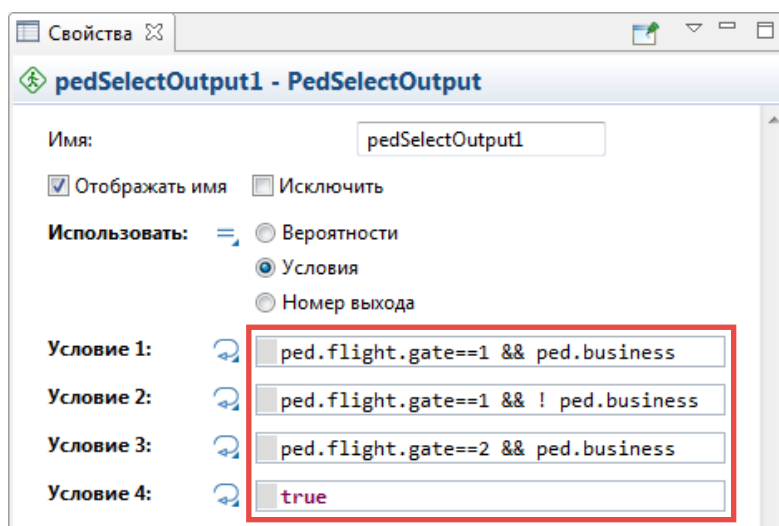 Свойства
pedSelectOutput1 - PedSelectOutput
Имя: pedSelectOutput1
Отображать имя Исключить
Использовать: Вероятности
Условия
Номер выхода
Условие 1: ped.flight.gate==1 && ped.business
Условие 2: ped.flight.gate==1 && ! ped.business
Условие 3: ped.flight.gate==2 && ped.business
Условие 4: true